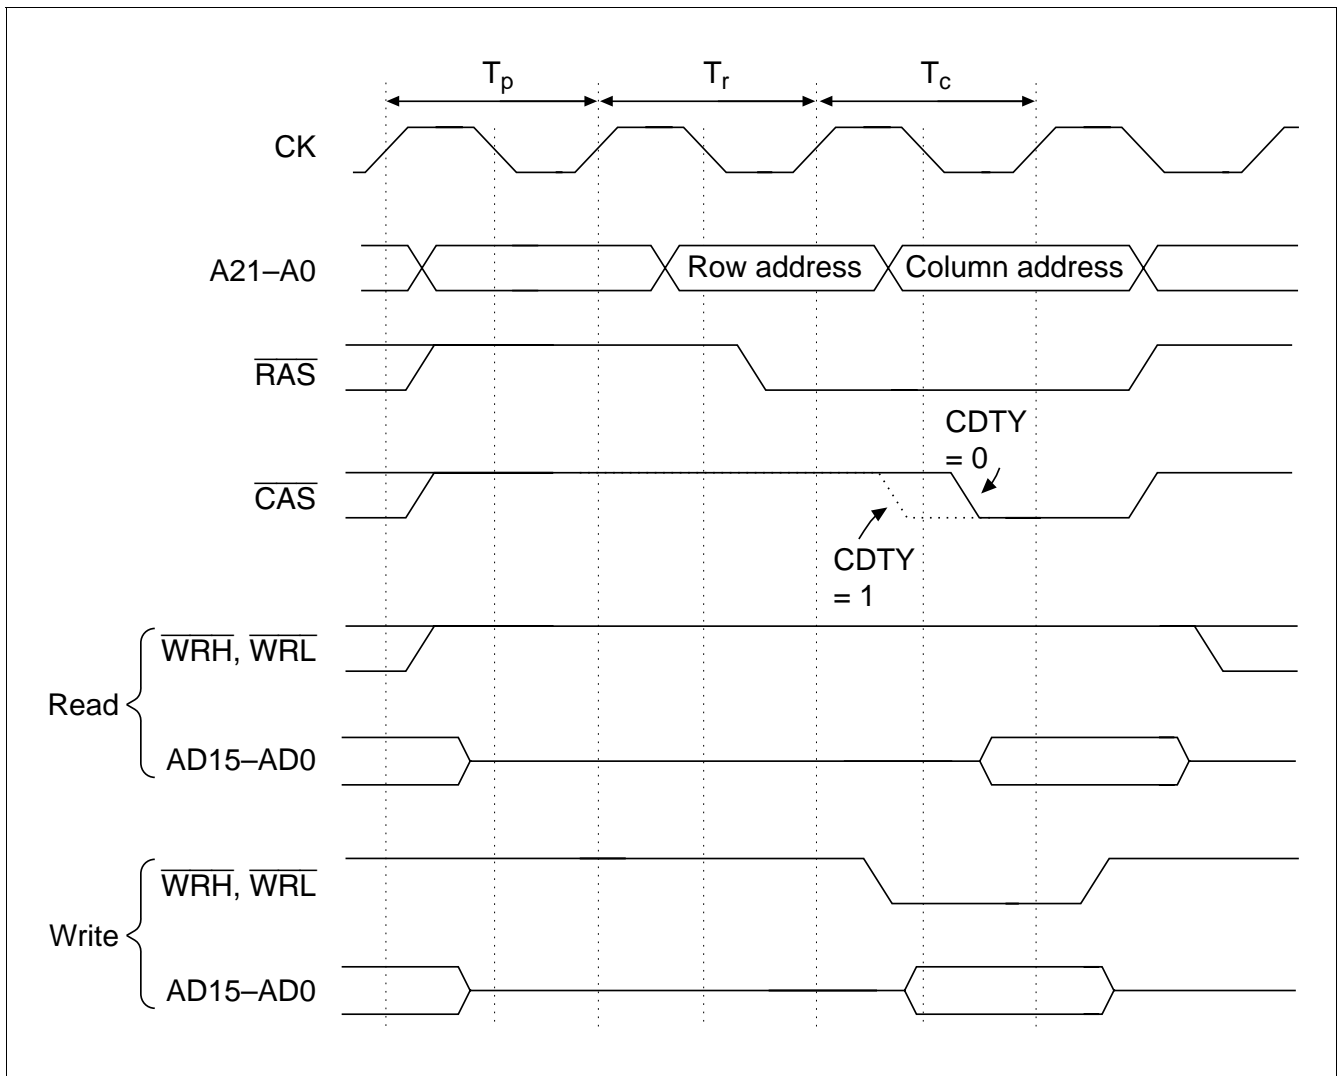 Tp Tr Tc
CK
A21–A0 Row address Column address
RAS
CDTY
= 0
CAS
CDTY
= 1
WRH, WRL
Read
AD15–AD0
WRH, WRL
Write
AD15–AD0